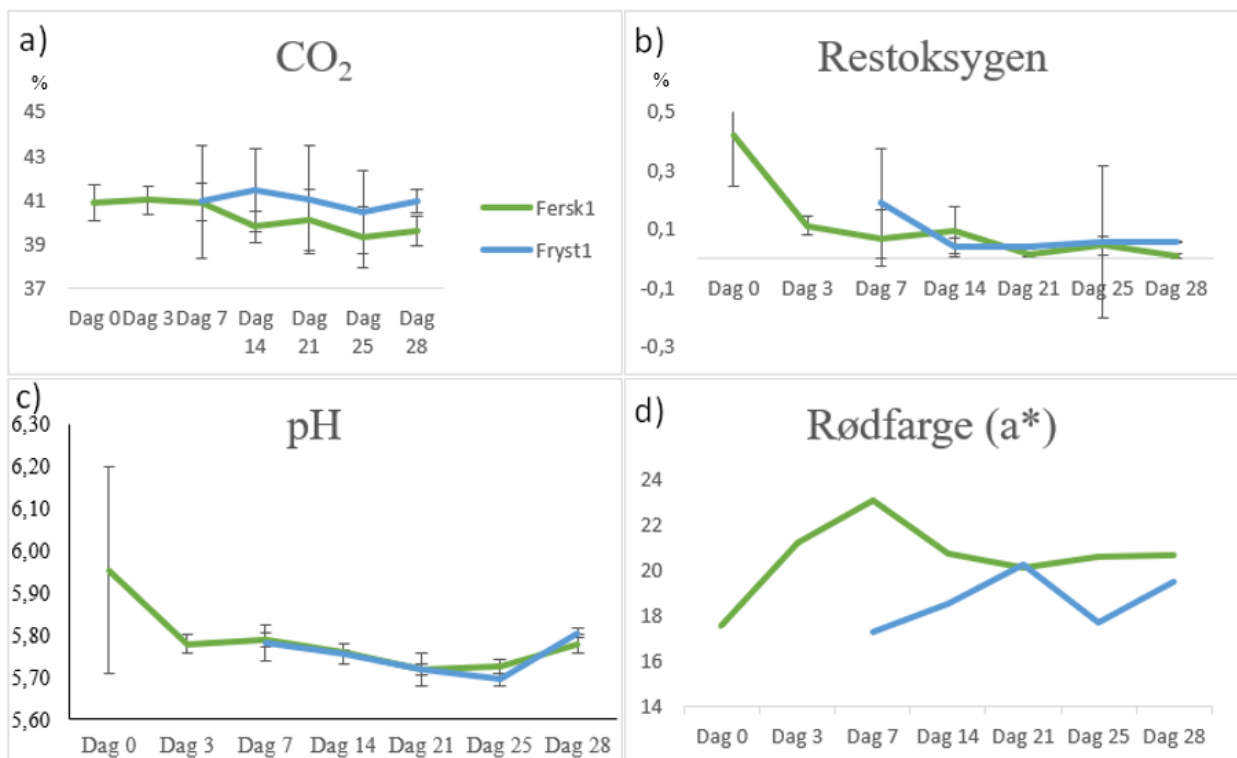 a)
CO₂
%
45
43
41
39
37
Dag 0 Dag 3 Dag 7 Dag 14 Dag 21 Dag 25 Dag 28
Fersk1
Fryst1
b)
Restoksygen
%
0,5
0,3
0,1
-0,1
-0,3
Dag 0 Dag 3 Dag 7 Dag 14 Dag 21 Dag 25 Dag 28
c)
pH
6,30
6,20
6,10
6,00
5,90
5,80
5,70
5,60
Dag 0 Dag 3 Dag 7 Dag 14 Dag 21 Dag 25 Dag 28
d)
Rødfarge (a*)
24
22
20
18
16
14
Dag 0 Dag 3 Dag 7 Dag 14 Dag 21 Dag 25 Dag 28